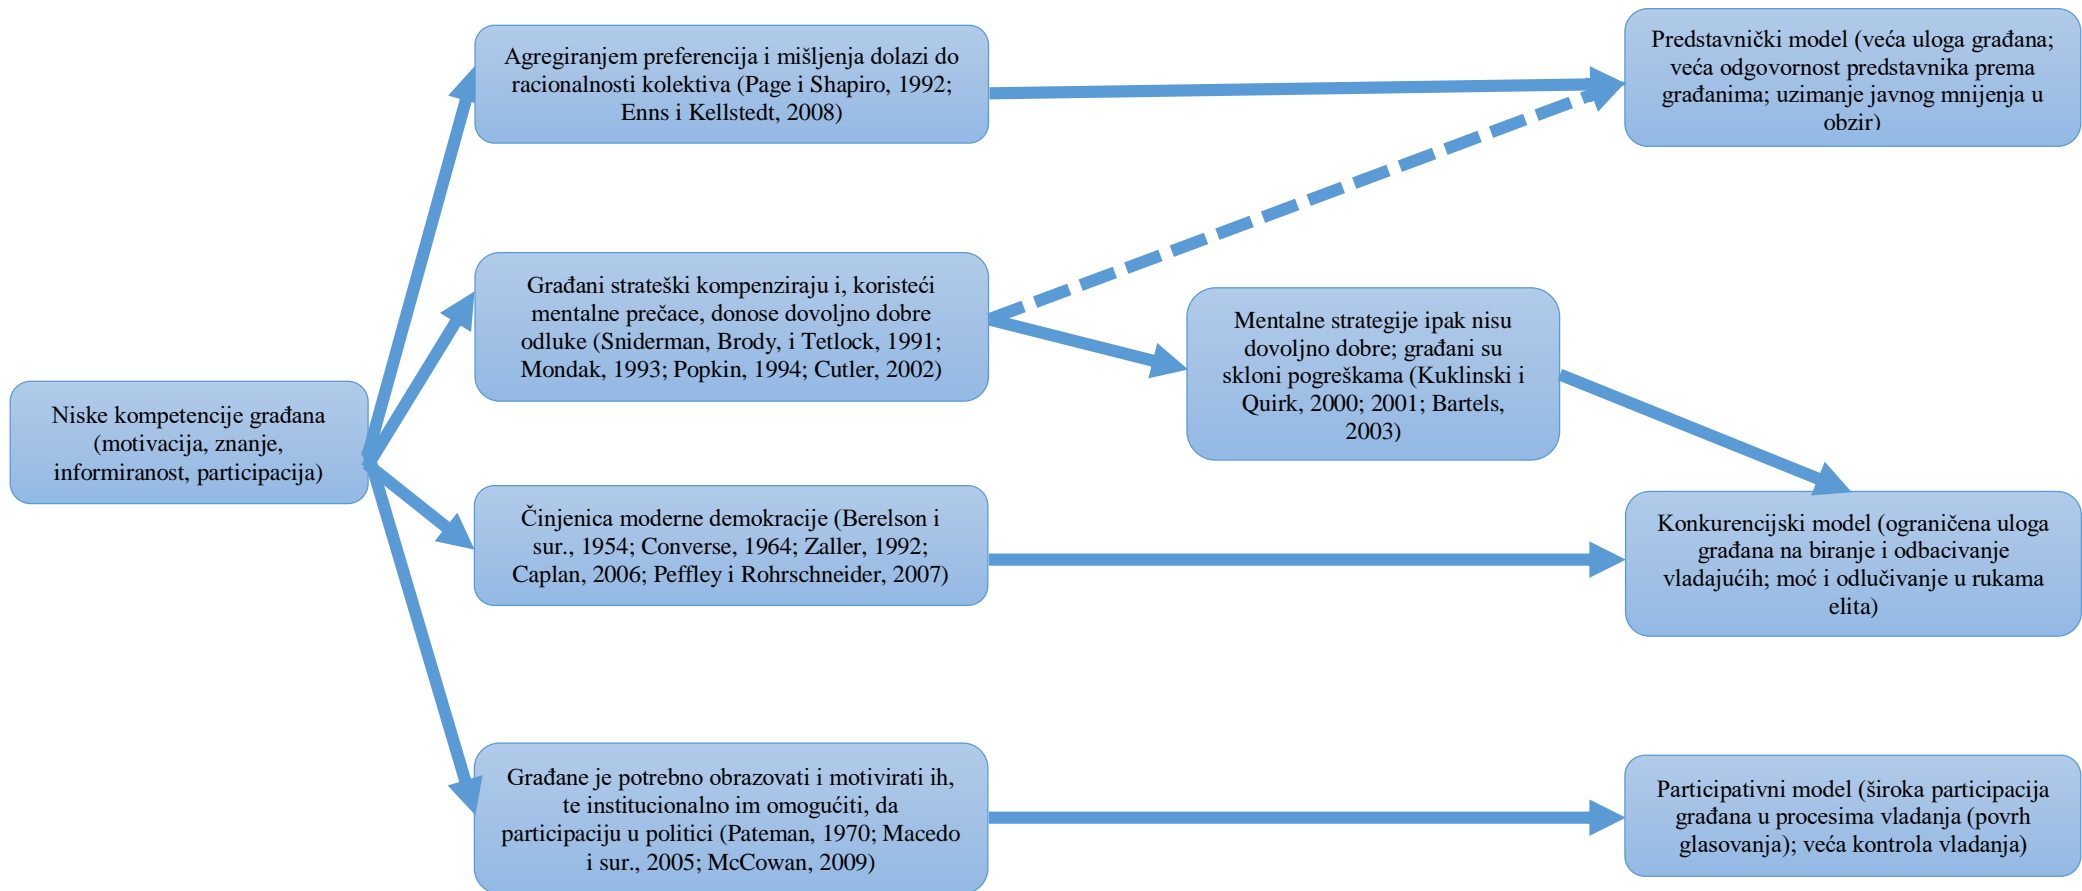 Agregiranjem preferencija i mišljenja dolazi do
racionalnosti kolektiva (Page i Shapiro, 1992;
Enns i Kellstedt, 2008)
Predstavnički model (veća uloga građana;
veća odgovornost predstavnika prema
građanima; uzimanje javnog mnijenja u
obzir)
Građani strateški kompenziraju i, koristeći
mentalne prečace, donose dovoljno dobre
odluke (Sniderman, Brody, i Tetlock, 1991;
Mondak, 1993; Popkin, 1994; Cutler, 2002)
Mentalne strategije ipak nisu
dovoljno dobre; građani su
skloni pogreškama (Kuklinski i
Quirk, 2000; 2001; Bartels,
2003)
Niske kompetencije građana
(motivacija, znanje,
informiranost, participacija)
Činjenica moderne demokracije (Berelson i
sur., 1954; Converse, 1964; Zaller, 1992;
Caplan, 2006; Peffley i Rohrschneider, 2007)
Konkurencijski model (ograničena uloga
građana na biranje i odbacivanje
vladajućih; moć i odlučivanje u rukama
elita)
Građane je potrebno obrazovati i motivirati ih,
te institucionalno im omogućiti, da
participaciju u politici (Pateman, 1970; Macedo
i sur., 2005; McCowan, 2009)
Participativni model (široka participacija
građana u procesima vladanja (povrh
glasovanja); veća kontrola vladanja)